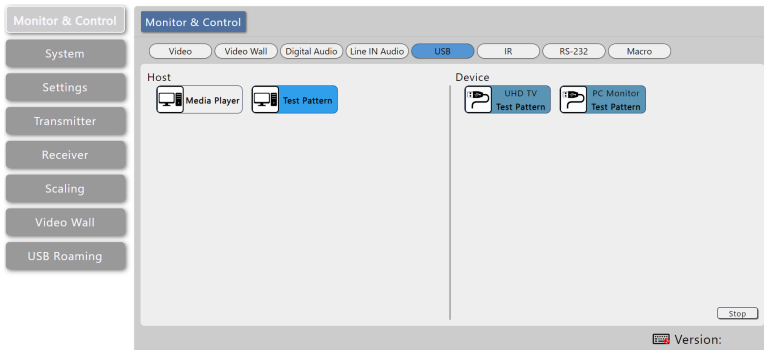 Monitor & Control
System
Settings
Transmitter
Receiver
Scaling
Video Wall
USB Roaming
Monitor & Control
Video Video Wall Digital Audio Line IN Audio USB IR RS-232 Macro
Host
Media Player
Test Pattern
Device
UHD TV
Test Pattern
PC Monitor
Test Pattern
Stop
Version: